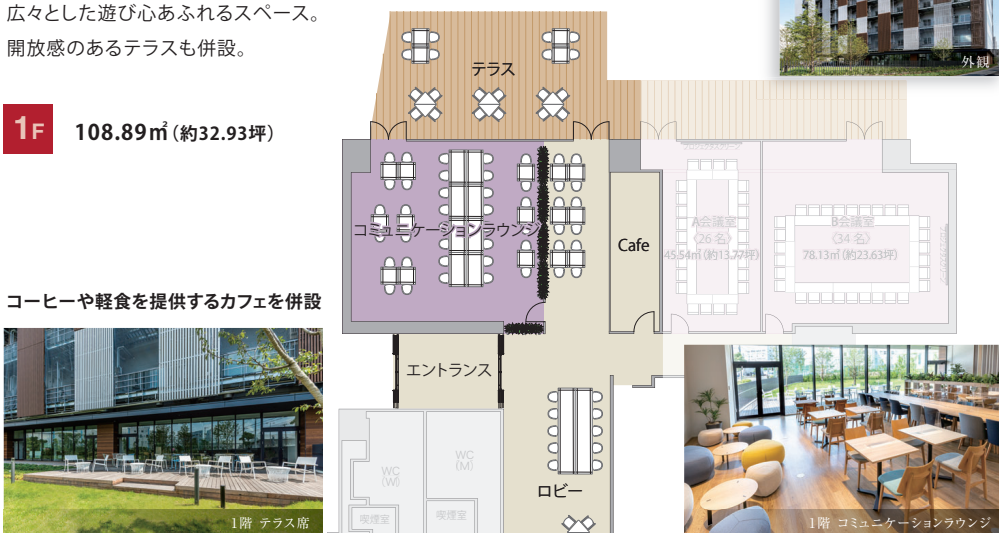 広々とした遊び心あふれるスペース。
開放感のあるテラスも併設。
外観
1F
108.89㎡(約32.93坪)
テラス
コミュニケーションラウンジ
Cafe
A会議室
《26 名》
45.54㎡(約13.77坪)
B会議室
《34 名》
78.13㎡(約23.63坪)
コーヒーや軽食を提供するカフェを併設
エントランス
WC
(W)
WC
(M)
喫煙室
喫煙室
ロビー
1階 テラス席
1階 コミュニケーションラウンジ